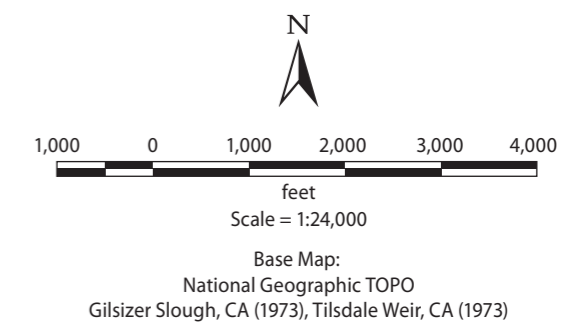 N
1,000 0 1,000 2,000 3,000 4,000
feet
Scale = 1:24,000
Base Map:
National Geographic TOPO
Gilsizer Slough, CA (1973), Tilsdale Weir, CA (1973)